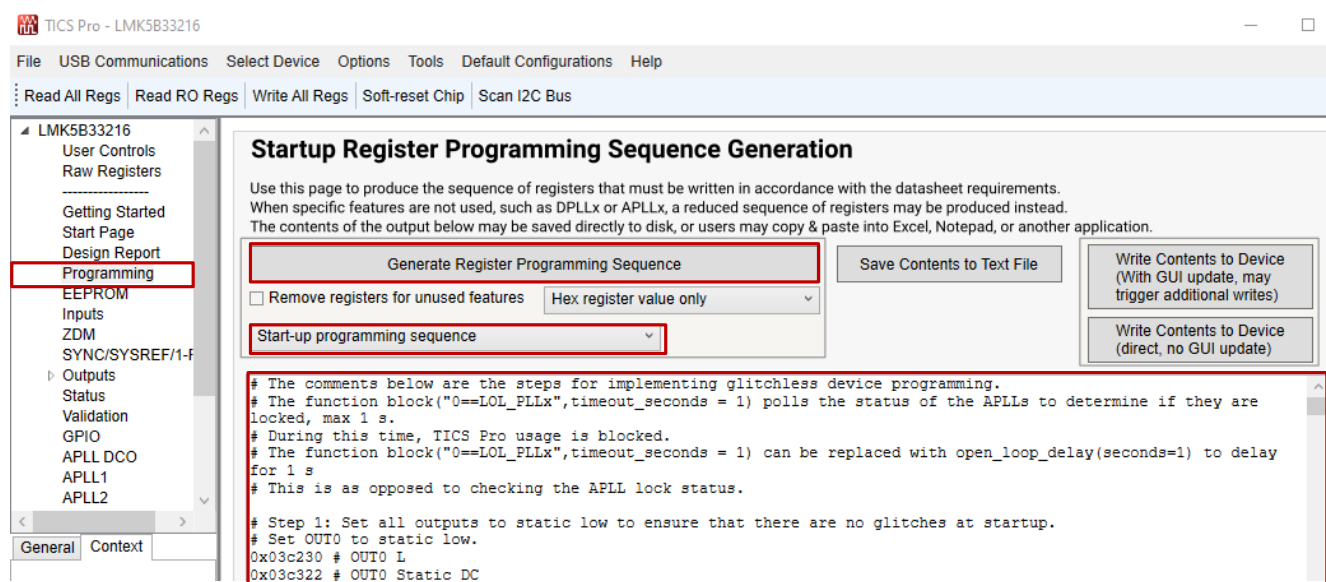 TICS Pro - LMK5B33216
File USB Communications Select Device Options Tools Default Configurations Help
Read All Regs Read RO Regs Write All Regs Soft-reset Chip Scan I2C Bus
LMK5B33216
User Controls
Raw Registers
-----------------
Getting Started
Start Page
Design Report
Programming
EEPROM
Inputs
ZDM
SYNC/SYSREF/1-F
Outputs
Status
Validation
GPIO
APLL DCO
APLL1
APLL2
General Context
Startup Register Programming Sequence Generation
Use this page to produce the sequence of registers that must be written in accordance with the datasheet requirements.
When specific features are not used, such as DPLLx or APLLx, a reduced sequence of registers may be produced instead.
The contents of the output below may be saved directly to disk, or users may copy & paste into Excel, Notepad, or another application.
Generate Register Programming Sequence
Remove registers for unused features Hex register value only
Start-up programming sequence
Save Contents to Text File
Write Contents to Device
(With GUI update, may
trigger additional writes)
Write Contents to Device
(direct, no GUI update)
# The comments below are the steps for implementing glitchless device programming.
# The function block("0==LOL_PLLx",timeout_seconds = 1) polls the status of the APLLs to determine if they are
locked, max 1 s.
# During this time, TICS Pro usage is blocked.
# The function block("0==LOL_PLLx",timeout_seconds = 1) can be replaced with open_loop_delay(seconds=1) to delay
for 1 s
# This is as opposed to checking the APLL lock status.
# Step 1: Set all outputs to static low to ensure that there are no glitches at startup.
# Set OUT0 to static low.
0x03c230 # OUT0 L
0x03c322 # OUT0 Static DC